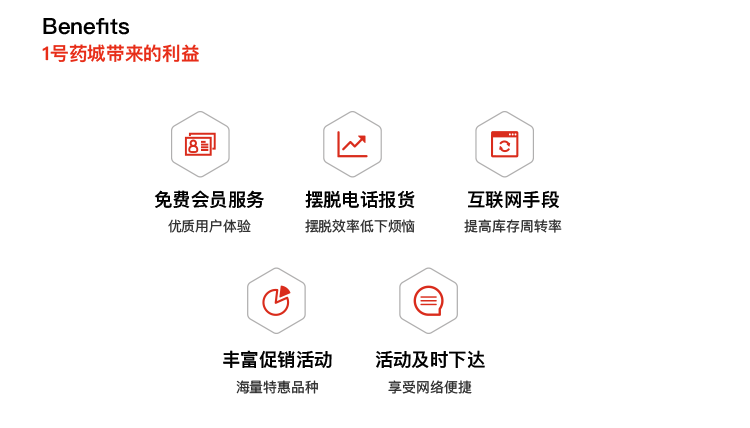 Benefits
1号药城带来的利益
免费会员服务
优质用户体验
摆脱电话报货
摆脱效率低下烦恼
互联网手段
提高库存周转率
丰富促销活动
海量特惠品种
活动及时下达
享受网络便捷